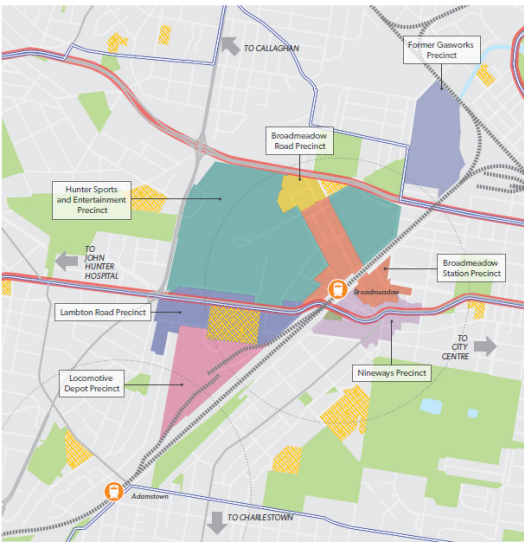 TO CALLAGHAN
Former Gasworks
Precinct
Broadmeadow
Road Precinct
Hunter Sports
and Entertainment
Precinct
TO
JOHN
HUNTER
HOSPITAL
Broadmeadow
Station Precinct
Broadmeadow
Lambton Road Precinct
TO
CITY
CENTRE
Nineways Precinct
Locomotive
Depot Precinct
Adamstown
TO CHARLESTOWN